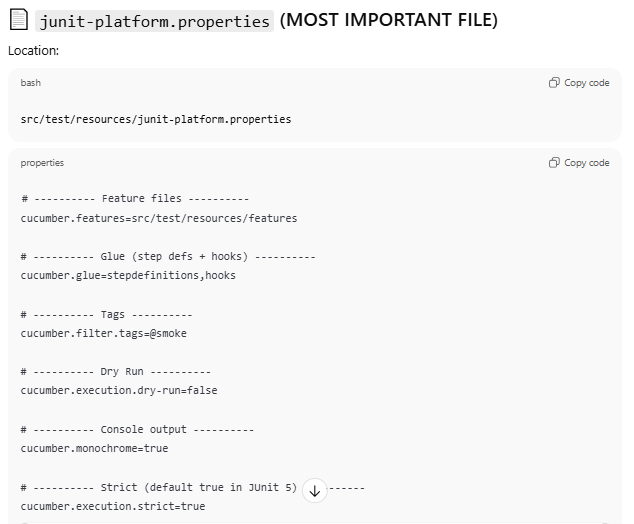 junit-platform.properties (MOST IMPORTANT FILE)
Location:
bash
Copy code
src/test/resources/junit-platform.properties
properties
Copy code
# ---------- Feature files ----------
cucumber.features=src/test/resources/features
# ---------- Glue (step defs + hooks) ----------
cucumber.glue=stepdefinitions,hooks
# ---------- Tags ----------
cucumber.filter.tags=@smoke
# ---------- Dry Run ----------
cucumber.execution.dry-run=false
# ---------- Console output ----------
cucumber.monochrome=true
# ---------- Strict (default true in JUnit 5) ------
cucumber.execution.strict=true